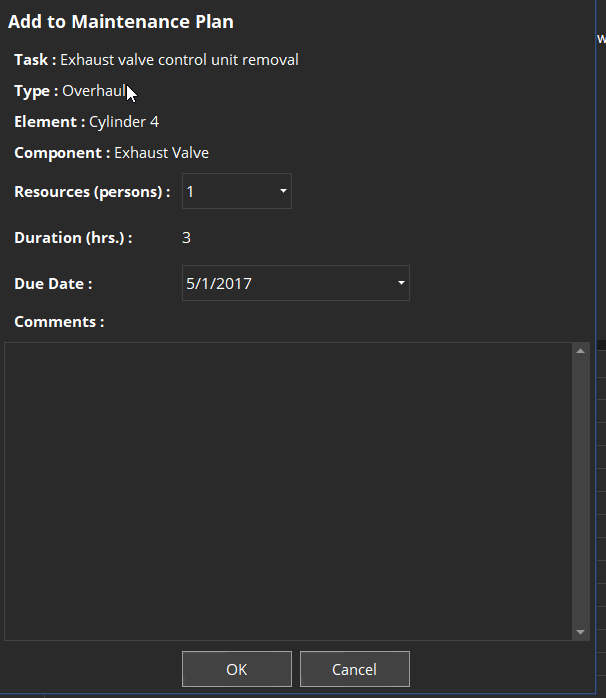 Add to Maintenance Plan
Task : Exhaust valve control unit removal
Type : Overhaul
Element : Cylinder 4
Component : Exhaust Valve
Resources (persons) : 1
Duration (hrs.) : 3
Due Date : 5/1/2017
Comments :
OK Cancel